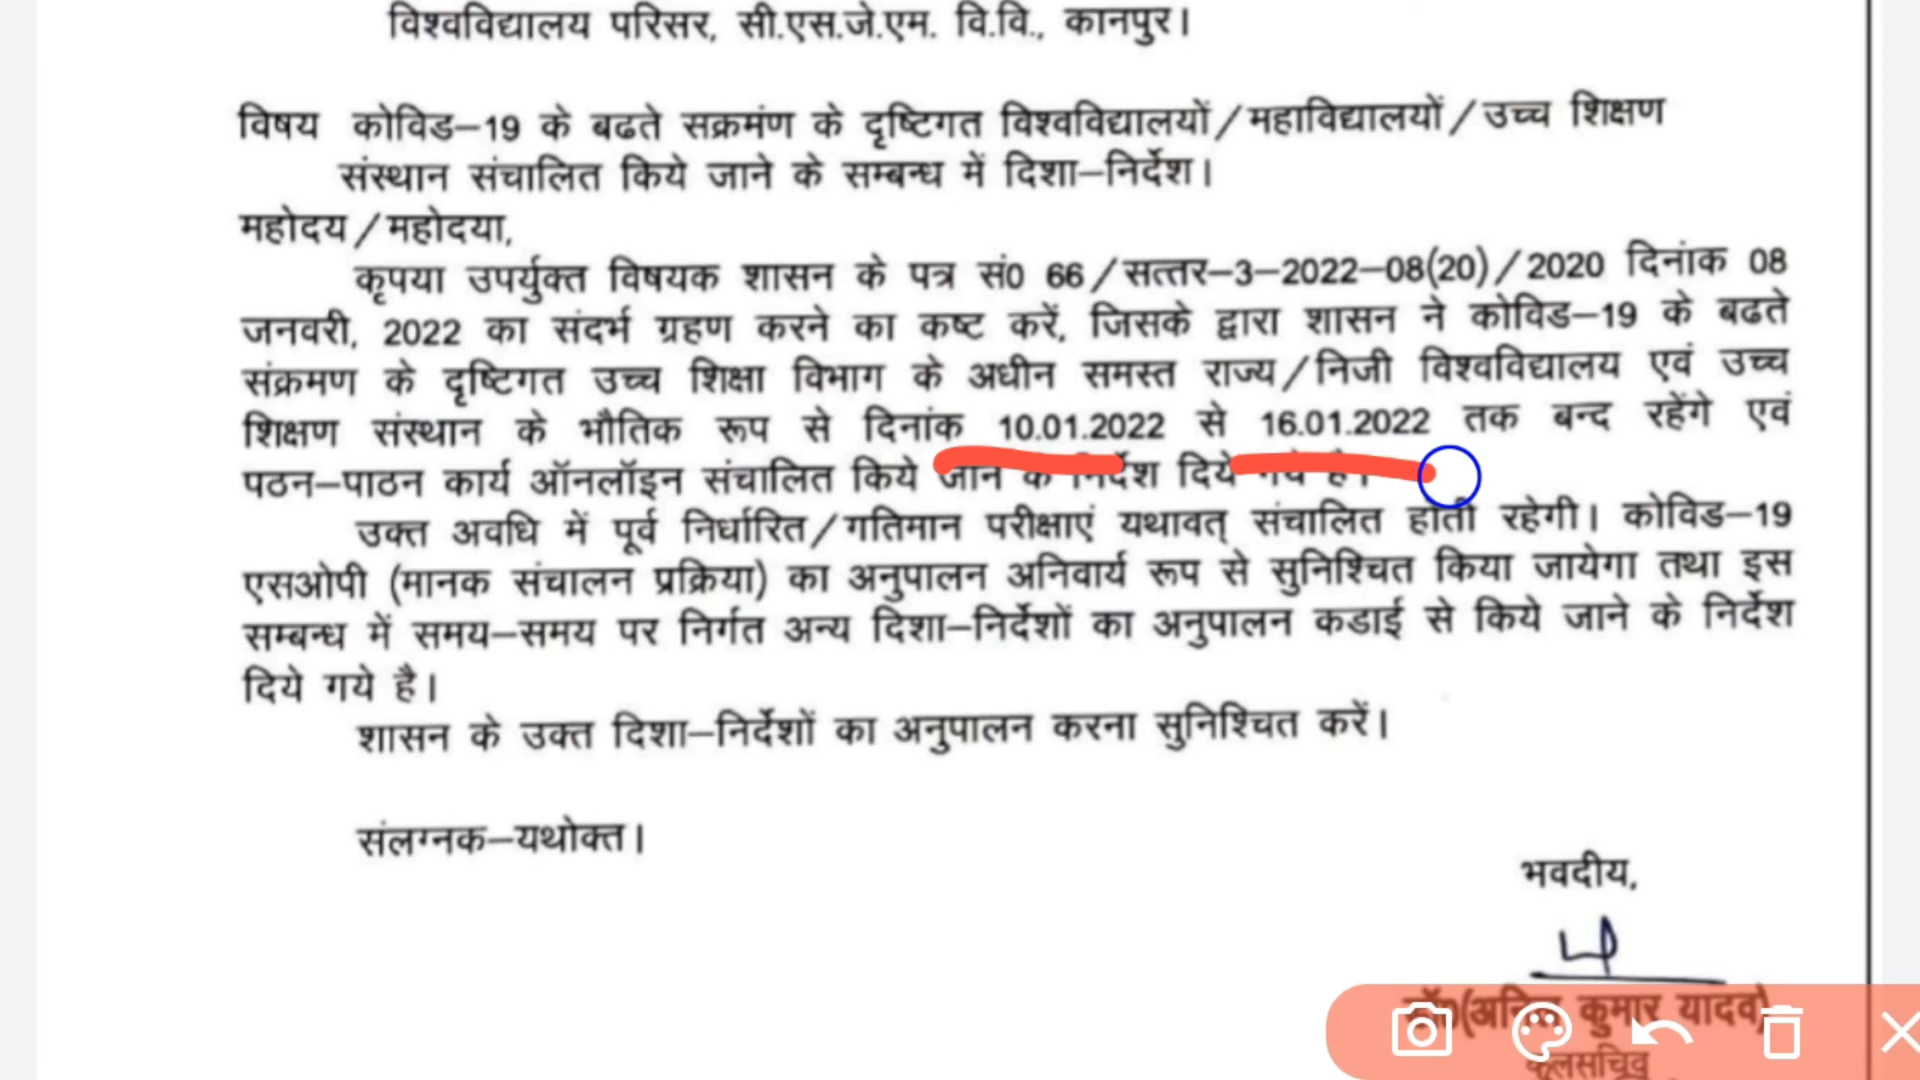 विश्वविद्यालय परिसर, सी.एस.जे.एम. वि.वि., कानपुर।
विषय कोविड–19 के बढते सक्रमंण के दृष्टिगत विश्वविद्यालयों/महाविद्यालयों/उच्च शिक्षण
संस्थान संचालित किये जाने के सम्बन्ध में दिशा–निर्देश।
महोदय/महोदया,
कृपया उपर्युक्त विषयक शासन के पत्र सं0 66/सत्तर–3–2022–08(20)/2020 दिनांक 08
जनवरी, 2022 का संदर्भ ग्रहण करने का कष्ट करें, जिसके द्वारा शासन ने कोविड–19 के बढते
संक्रमण के दृष्टिगत उच्च शिक्षा विभाग के अधीन समस्त राज्य/निजी विश्वविद्यालय एवं उच्च
शिक्षण संस्थान के भौतिक रूप से दिनांक 10.01.2022 से 16.01.2022 तक बन्द रहेंगे एवं
पठन–पाठन कार्य ऑनलॉइन संचालित किये जाने के निर्देश दिये गये है।
उक्त अवधि में पूर्व निर्धारित/गतिमान परीक्षाएं यथावत् संचालित होती रहेगी। कोविड–19
एसओपी (मानक संचालन प्रक्रिया) का अनुपालन अनिवार्य रूप से सुनिश्चित किया जायेगा तथा इस
सम्बन्ध में समय–समय पर निर्गत अन्य दिशा–निर्देशों का अनुपालन कडाई से किये जाने के निर्देश
दिये गये है।
शासन के उक्त दिशा–निर्देशों का अनुपालन करना सुनिश्चित करें।
संलग्नक–यथोक्त।
भवदीय,
(अनिल कुमार यादव)
कुलसचिव